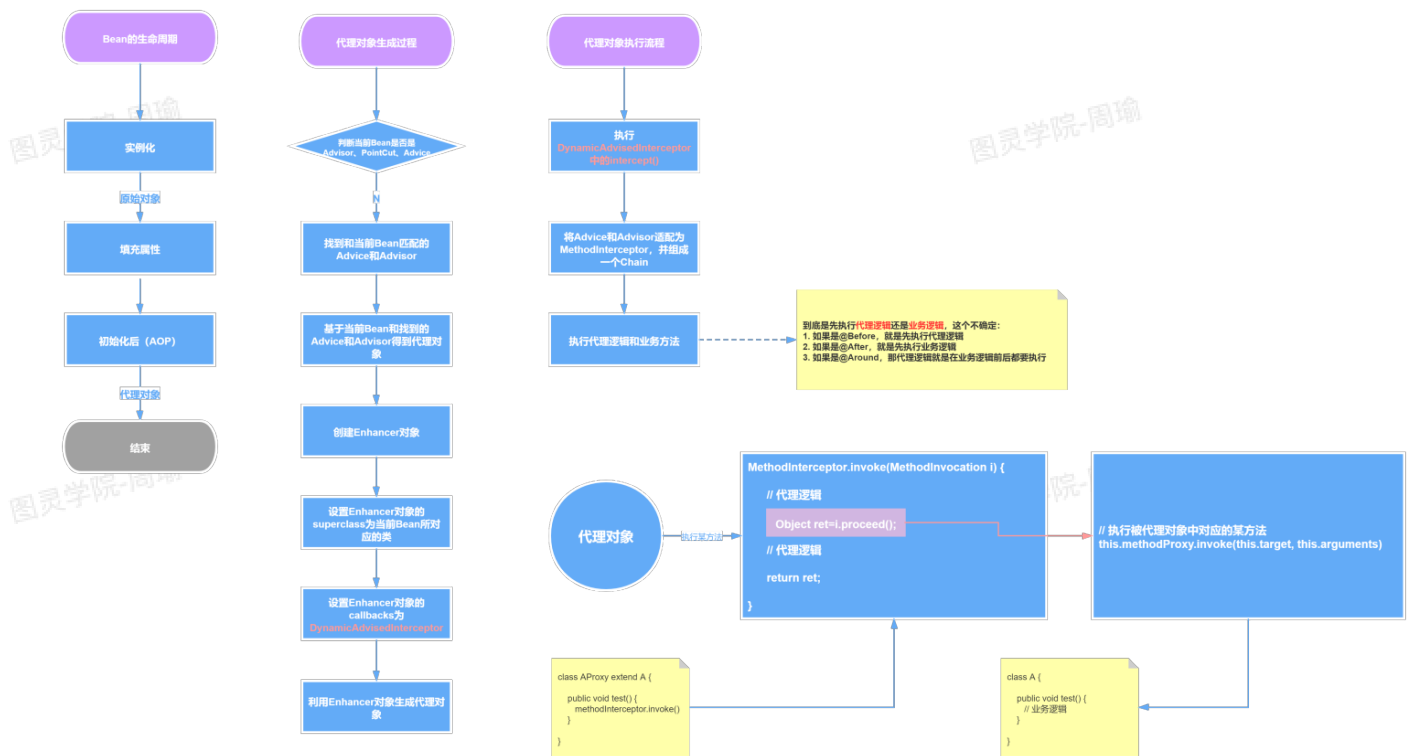 Bean的生命周期
实例化
原始对象
填充属性
初始化后（AOP）
代理对象
结束
代理对象生成过程
判断当前Bean是否是
Advisor、PointCut、Advice
N
找到和当前Bean匹配的
Advice和Advisor
基于当前Bean和找到的
Advice和Advisor得到代理对
象
创建Enhancer对象
设置Enhancer对象的
superclass为当前Bean所对
应的类
设置Enhancer对象的
callbacks为
DynamicAdvisedInterceptor
利用Enhancer对象生成代理对
象
代理对象执行流程
执行
DynamicAdvisedInterceptor
中的intercept()
将Advice和Advisor适配为
MethodInterceptor，并组成
一个Chain
执行代理逻辑和业务方法
到底是先执行代理逻辑还是业务逻辑，这个不确定：
1. 如果是@Before，就是先执行代理逻辑
2. 如果是@After，就是先执行业务逻辑
3. 如果是@Around，那代理逻辑就是在业务逻辑前后都要执行
代理对象
执行某方法
MethodInterceptor.invoke(MethodInvocation i) {
// 代理逻辑
Object ret=i.proceed();
// 代理逻辑
return ret;
}
// 执行被代理对象中对应的某方法
this.methodProxy.invoke(this.target, this.arguments)
class AProxy extend A {
public void test() {
methodInterceptor.invoke()
}
}
class A {
public void test() {
// 业务逻辑
}
}
图灵学院-周瑜
图灵学院-周瑜
图灵学院-周瑜